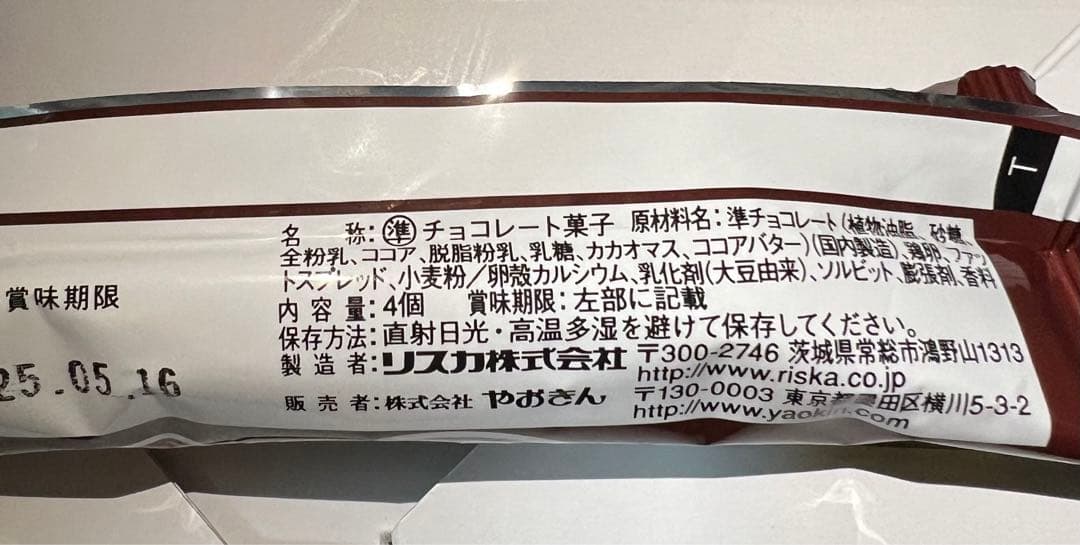 T
名　称：㊝チョコレート菓子　原材料名：準チョコレート(植物油脂、砂糖、
全粉乳、ココア、脱脂粉乳、乳糖、カカオマス、ココアバター)(国内製造)、鶏卵、ファッ
トスプレッド、小麦粉／卵殻カルシウム、乳化剤(大豆由来)、ソルビット、膨張剤、香料
内容量：4個　賞味期限：左部に記載
保存方法：直射日光・高温多湿を避けて保存してください。
製造者：リスカ株式会社 〒300-2746 茨城県常総市鴻野山1313
http://www.riska.co.jp
販売者：株式会社 やおきん 〒130-0003 東京都墨田区横川5-3-2
http://www.yaokin.com
賞味期限
25.05.16